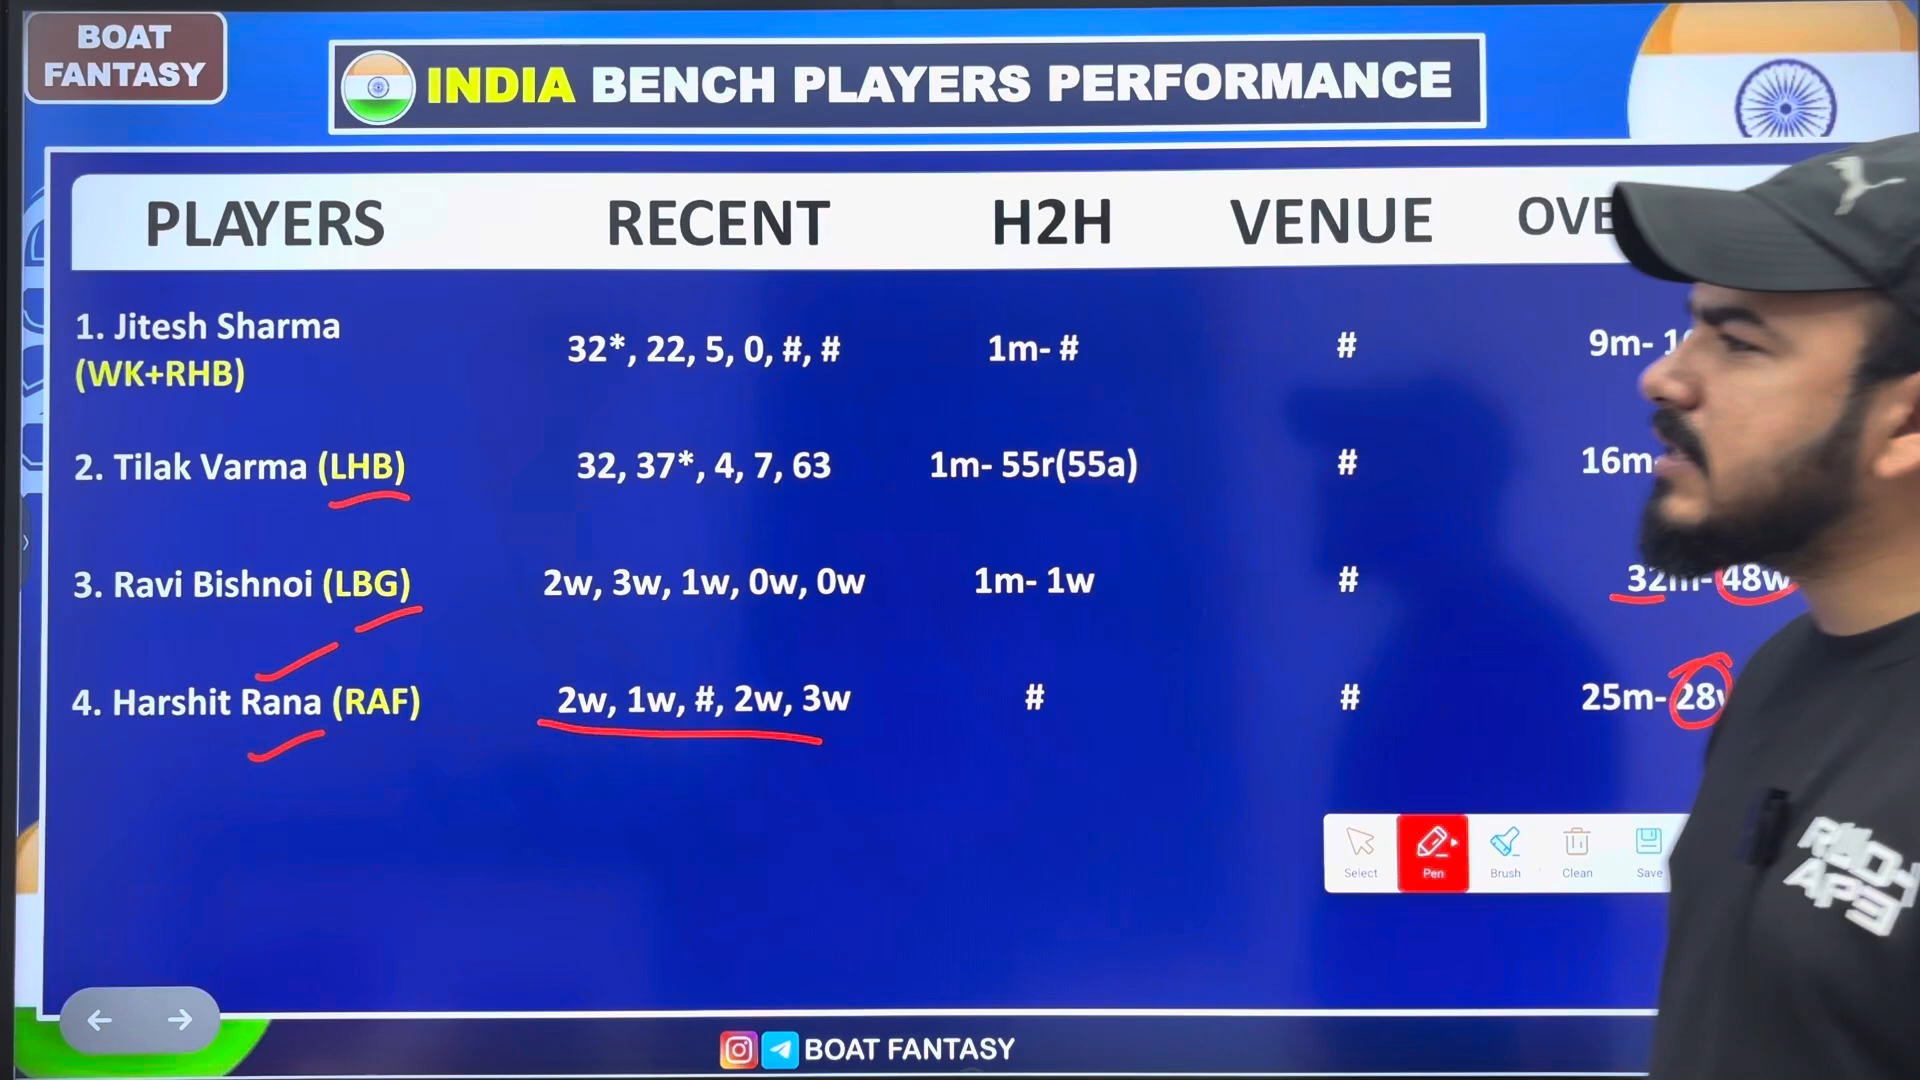 BOAT
FANTASY
INDIA BENCH PLAYERS PERFORMANCE
PLAYERS RECENT H2H VENUE
1. Jitesh Sharma
(WK+RHB) 32*, 22, 5, 0, #, # 1m- # # 9m-
2. Tilak Varma (LHB) 32, 37*, 4, 7, 63 1m- 55r(55a) # 16m-
3. Ravi Bishnoi (LBG) 2w, 3w, 1w, 0w, 0w 1m- 1w # 32m- 48w
4. Harshit Rana (RAF) 2w, 1w, #, 2w, 3w # # 25m- 28
Select Pen Brush Clean Save
BOAT FANTASY